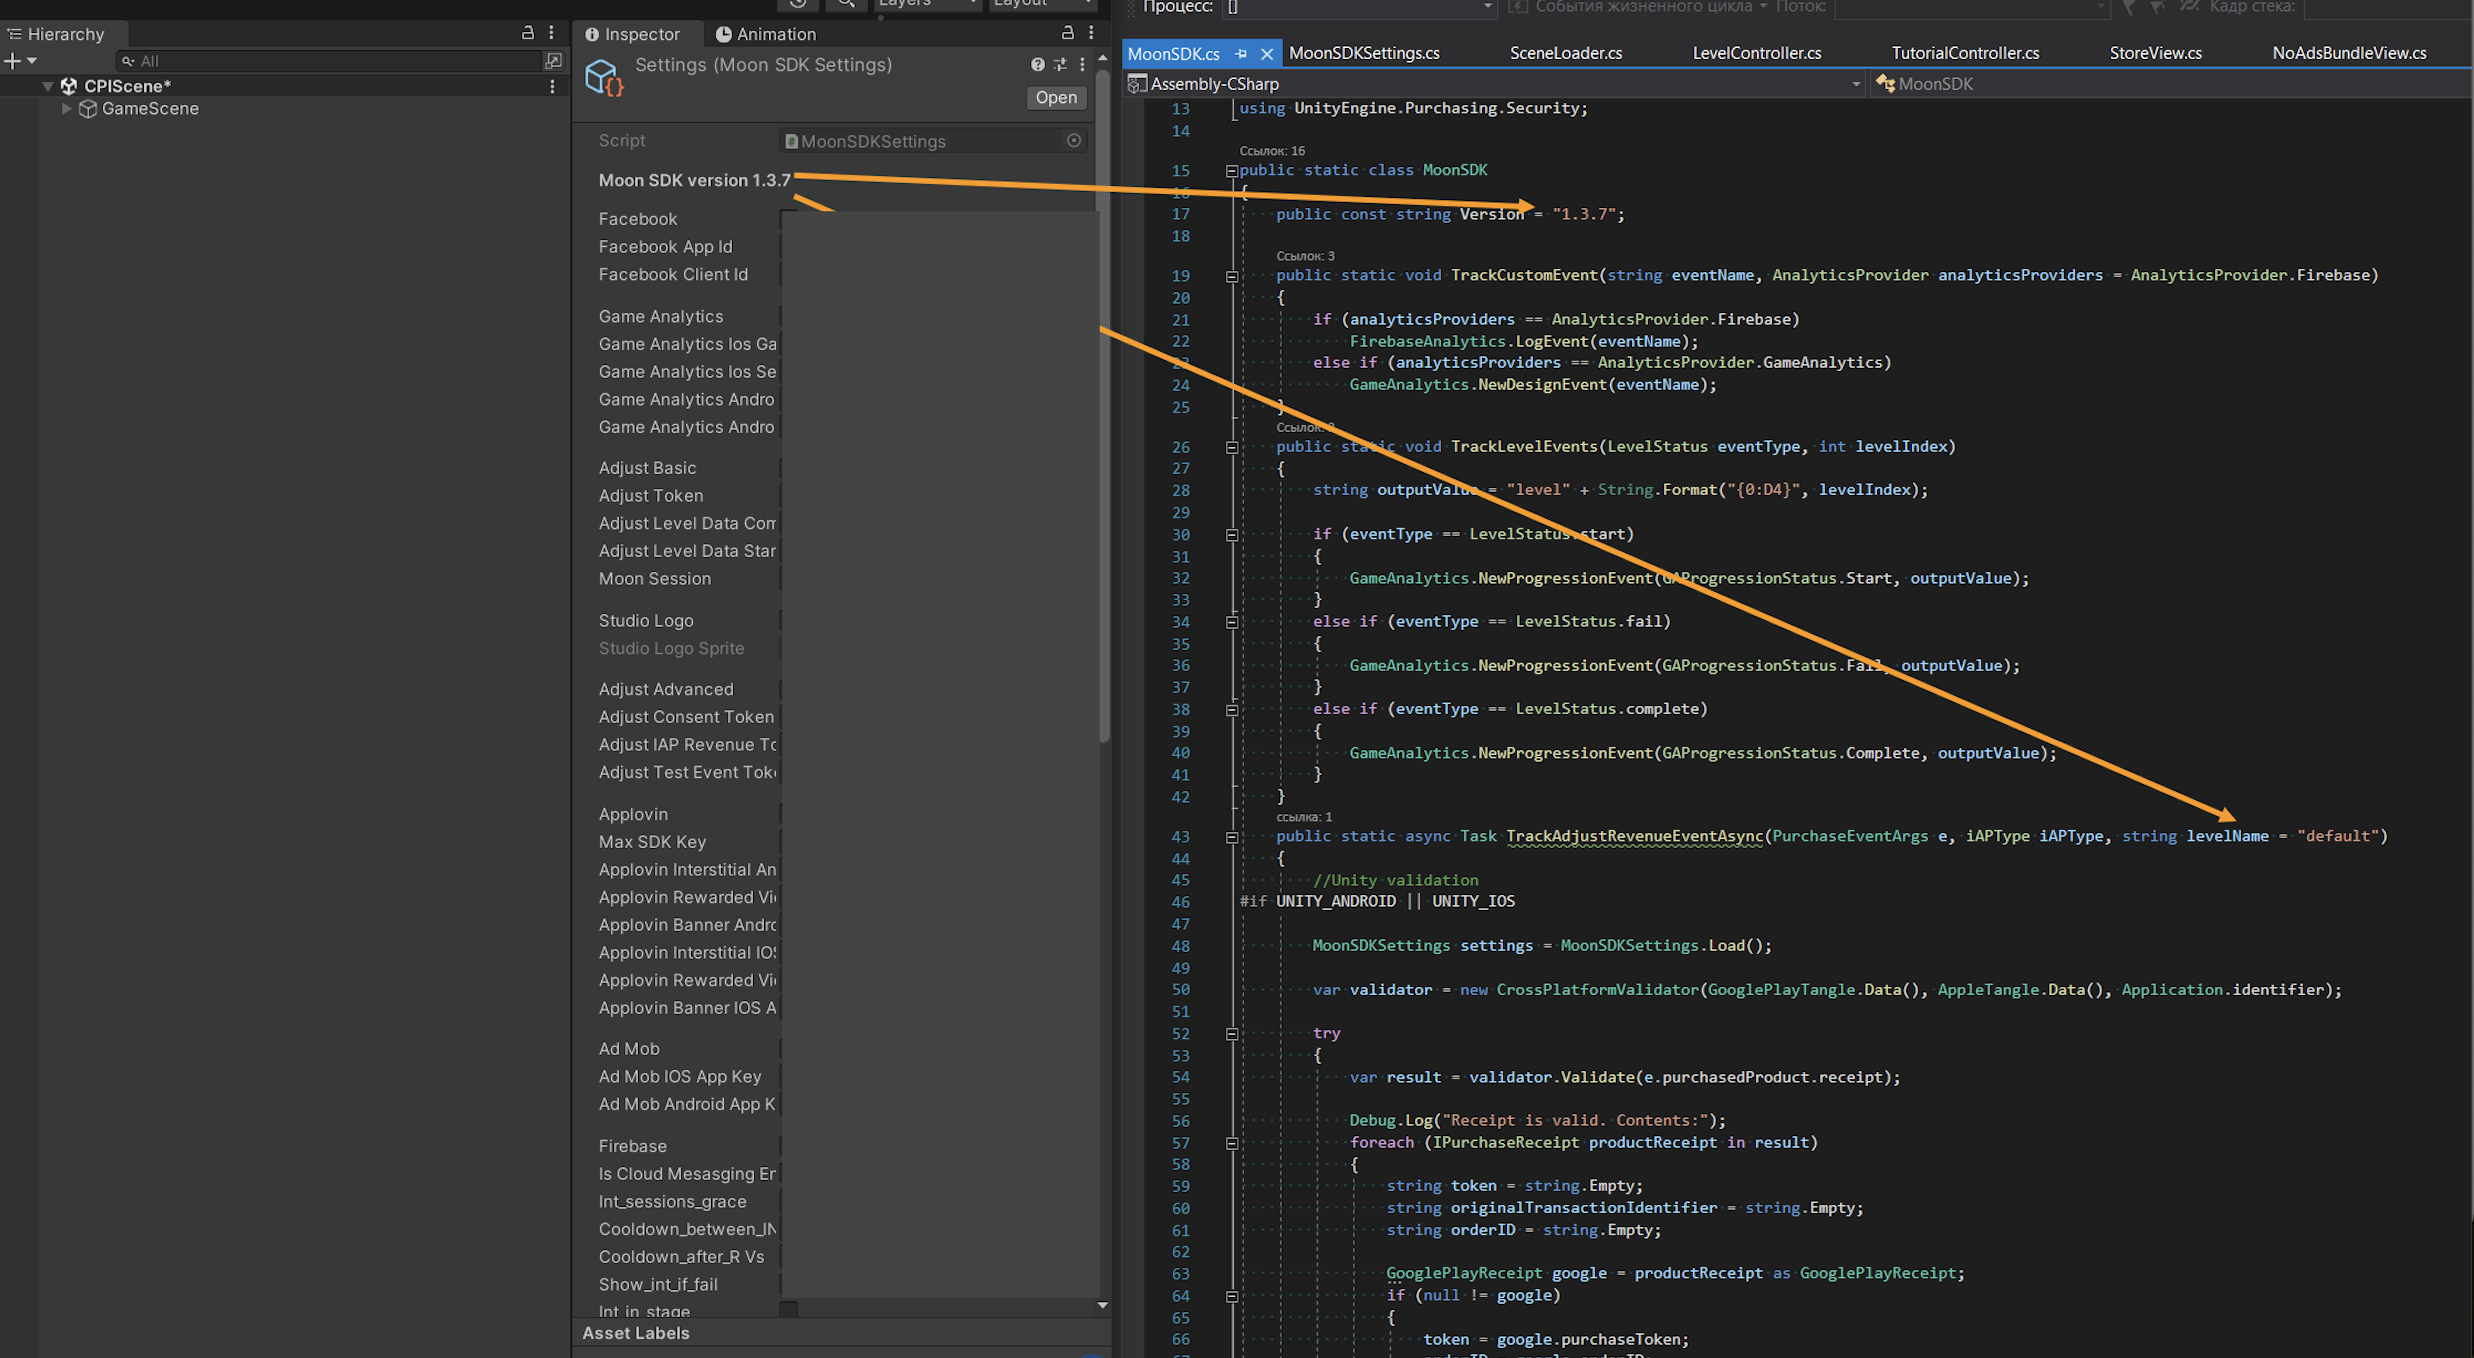 Layers
Layout
Hierarchy
All
CPIScene*
GameScene
Inspector
Animation
Settings (Moon SDK Settings)
Open
Script
MoonSDKSettings
Moon SDK version 1.3.7
Facebook
Facebook App Id
Facebook Client Id
Game Analytics
Game Analytics Ios Ga
Game Analytics Ios Se
Game Analytics Andro
Game Analytics Andro
Adjust Basic
Adjust Token
Adjust Level Data Com
Adjust Level Data Star
Moon Session
Studio Logo
Studio Logo Sprite
Adjust Advanced
Adjust Consent Token
Adjust IAP Revenue To
Adjust Test Event Tok
Applovin
Max SDK Key
Applovin Interstitial An
Applovin Rewarded Vi
Applovin Banner Andro
Applovin Interstitial IOS
Applovin Rewarded Vi
Applovin Banner IOS A
Ad Mob
Ad Mob IOS App Key
Ad Mob Android App K
Firebase
Is Cloud Mesasging En
Int_sessions_grace
Cooldown_between_IN
Cooldown_after_R Vs
Show_int_if_fail
Int in stage
Asset Labels
Процесс: []
События жизненного цикла
Поток:
Кадр стека:
MoonSDK.cs
MoonSDKSettings.cs
SceneLoader.cs
LevelController.cs
TutorialController.cs
StoreView.cs
NoAdsBundleView.cs
Assembly-CSharp
MoonSDK
13 using UnityEngine.Purchasing.Security;
14
Ссылок: 16
15 public static class MoonSDK
16 {
17 public const string Version = "1.3.7";
18
Ссылок: 3
19 public static void TrackCustomEvent(string eventName, AnalyticsProvider analyticsProviders = AnalyticsProvider.Firebase)
20 {
21 if (analyticsProviders == AnalyticsProvider.Firebase)
22 FirebaseAnalytics.LogEvent(eventName);
23 else if (analyticsProviders == AnalyticsProvider.GameAnalytics)
24 GameAnalytics.NewDesignEvent(eventName);
25 }
Ссылок:
26 public static void TrackLevelEvents(LevelStatus eventType, int levelIndex)
27 {
28 string outputValue = "level" + String.Format("{0:D4}", levelIndex);
29
30 if (eventType == LevelStatus.start)
31 {
32 GameAnalytics.NewProgressionEvent(GAProgressionStatus.Start, outputValue);
33 }
34 else if (eventType == LevelStatus.fail)
35 {
36 GameAnalytics.NewProgressionEvent(GAProgressionStatus.Fail, outputValue);
37 }
38 else if (eventType == LevelStatus.complete)
39 {
40 GameAnalytics.NewProgressionEvent(GAProgressionStatus.Complete, outputValue);
41 }
42 }
ссылка: 1
43 public static async Task TrackAdjustRevenueEventAsync(PurchaseEventArgs e, iAPType iAPType, string levelName = "default")
44 {
45 //Unity validation
46 #if UNITY_ANDROID || UNITY_IOS
47
48 MoonSDKSettings settings = MoonSDKSettings.Load();
49
50 var validator = new CrossPlatformValidator(GooglePlayTangle.Data(), AppleTangle.Data(), Application.identifier);
51
52 try
53 {
54 var result = validator.Validate(e.purchasedProduct.receipt);
55
56 Debug.Log("Receipt is valid. Contents:");
57 foreach (IPurchaseReceipt productReceipt in result)
58 {
59 string token = string.Empty;
60 string originalTransactionIdentifier = string.Empty;
61 string orderID = string.Empty;
62
63 GooglePlayReceipt google = productReceipt as GooglePlayReceipt;
64 if (null != google)
65 {
66 token = google.purchaseToken;